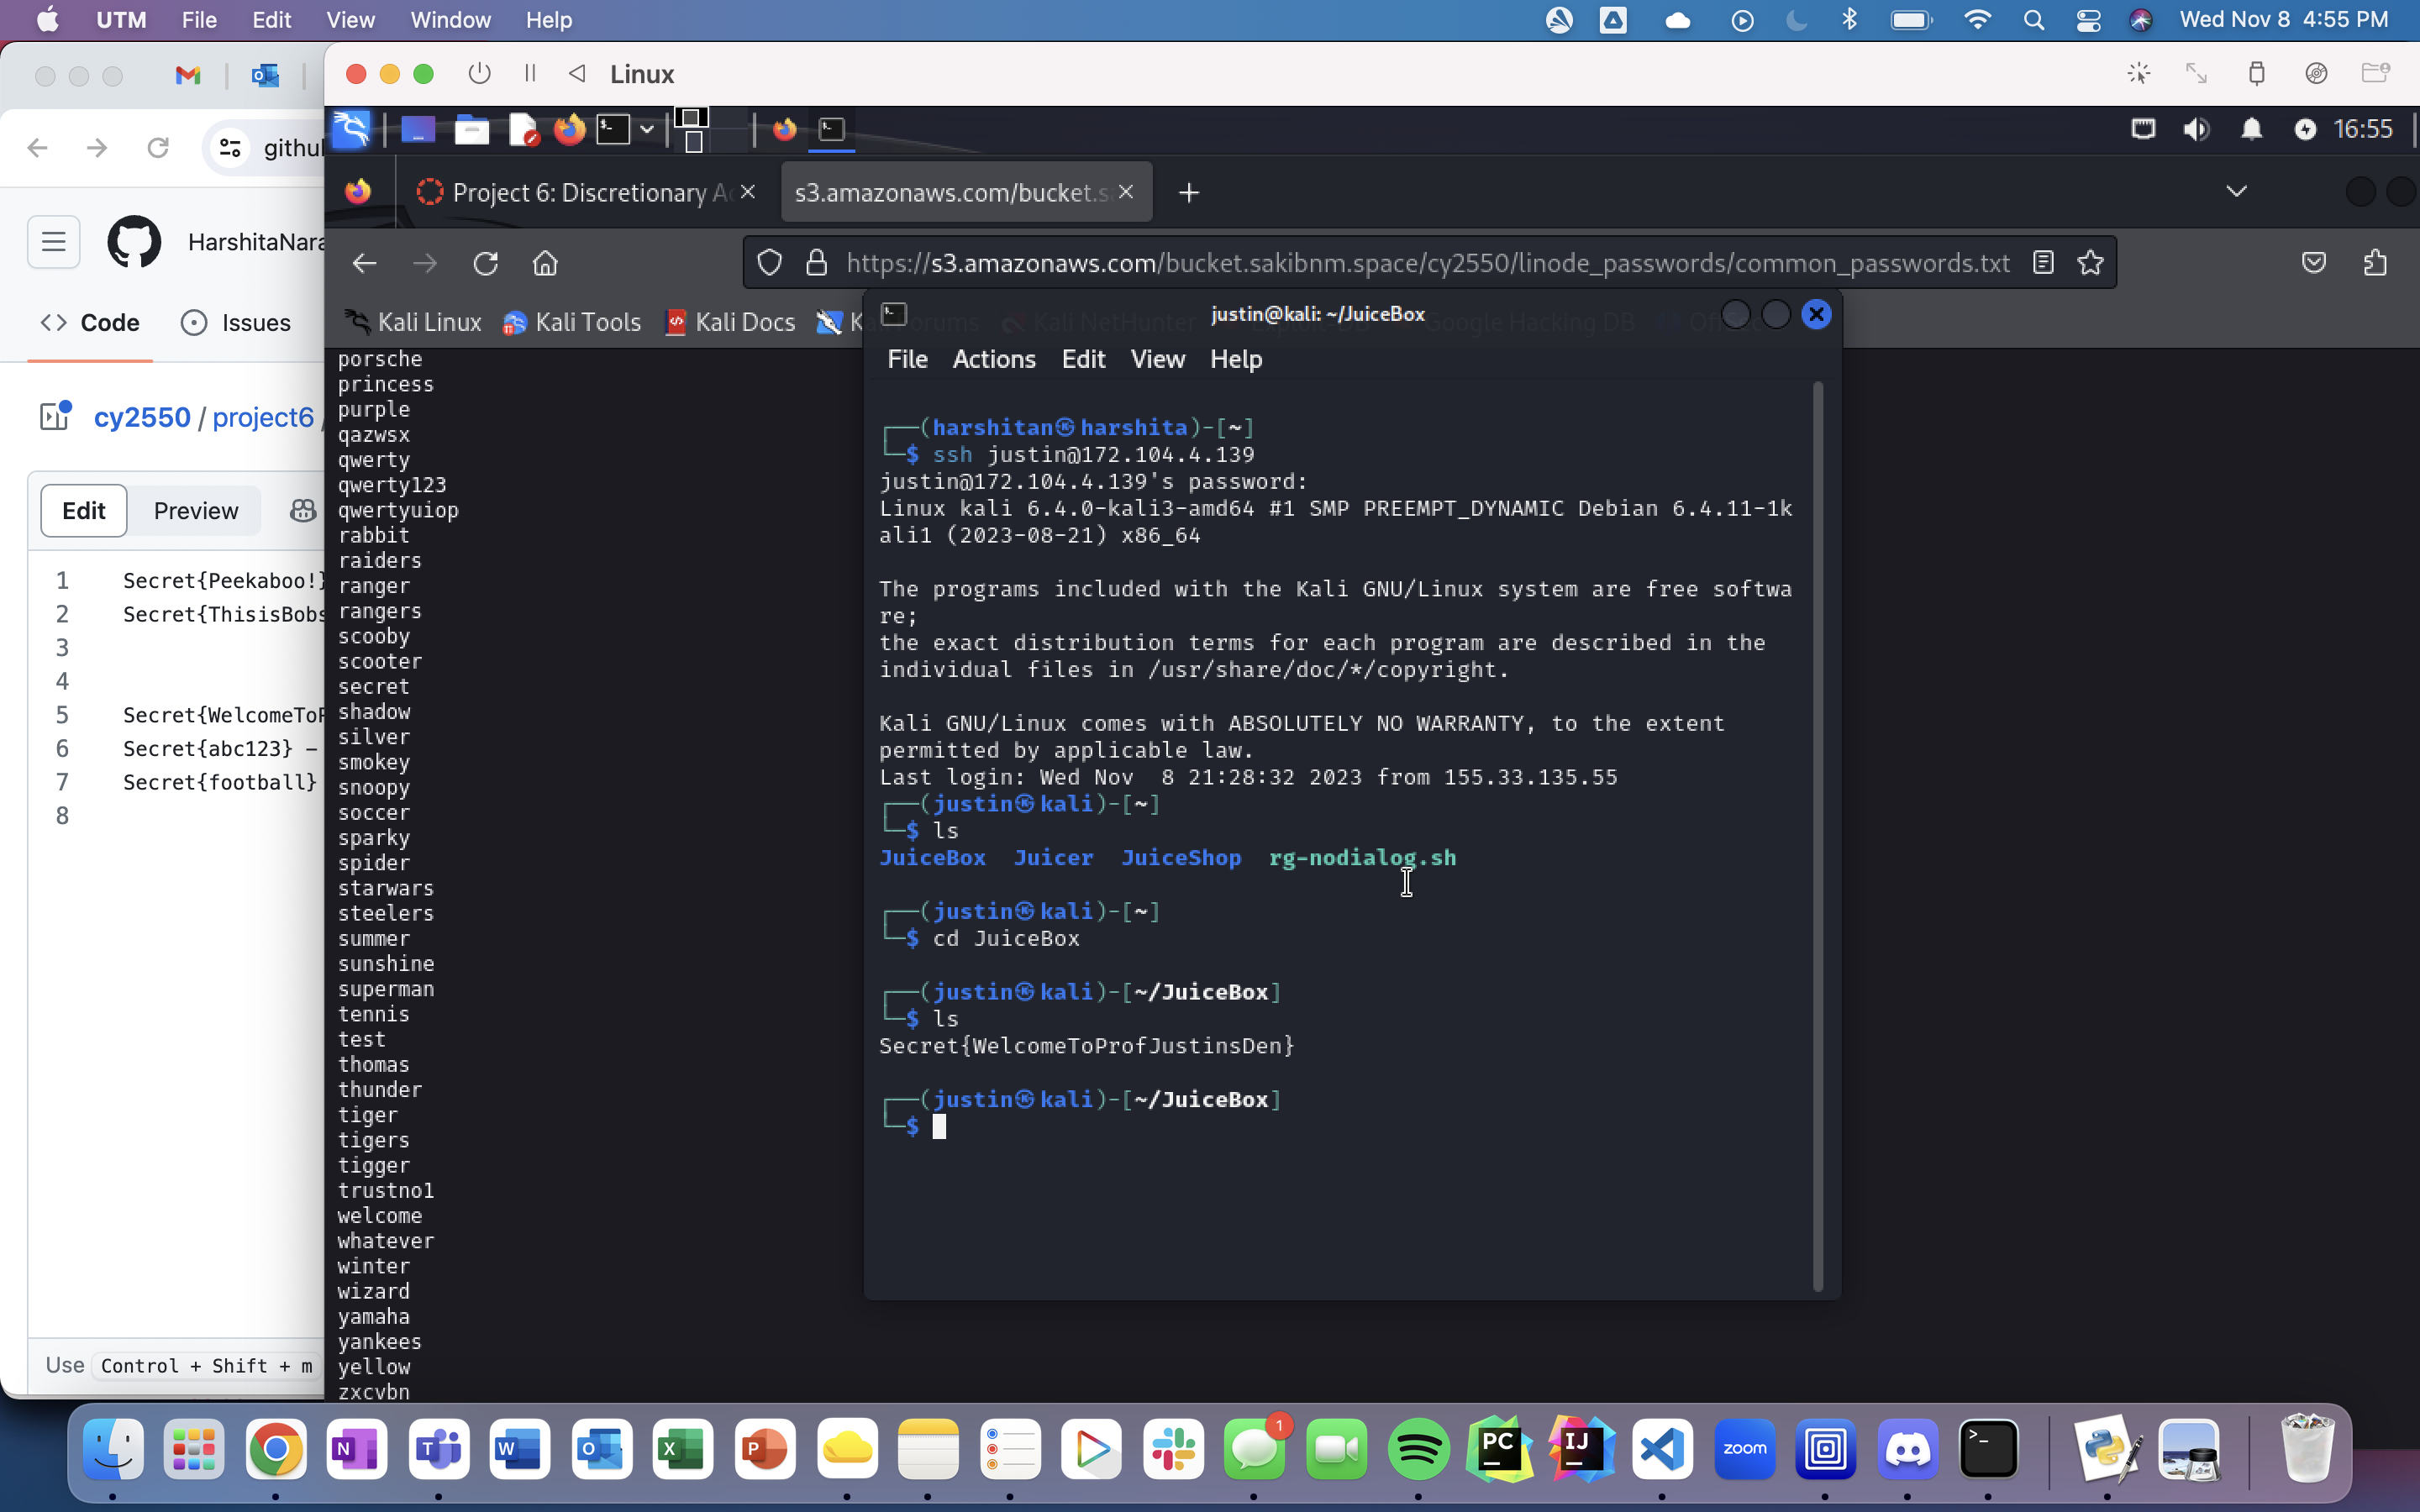 UTM File Edit View Window Help Wed Nov 8 4:55 PM
Linux
16:55
Project 6: Discretionary
s3.amazonaws.com/bucket.s
https://s3.amazonaws.com/bucket.sakibnm.space/cy2550/linode_passwords/common_passwords.txt
Kali Linux Kali Tools Kali Docs
HarshitaNara
Code Issues
cy2550 / project6 /
Edit Preview
1 Secret{Peekaboo!}
2 Secret{ThisisBobs
3
4
5 Secret{WelcomeToP
6 Secret{abc123} –
7 Secret{football}
8
Use Control + Shift + m
porsche
princess
purple
qazwsx
qwerty
qwerty123
qwertyuiop
rabbit
raiders
ranger
rangers
scooby
scooter
secret
shadow
silver
smokey
snoopy
soccer
sparky
spider
starwars
steelers
summer
sunshine
superman
tennis
test
thomas
thunder
tiger
tigers
tigger
trustno1
welcome
whatever
winter
wizard
yamaha
yankees
yellow
zxcvbn
justin@kali: ~/JuiceBox
File Actions Edit View Help
┌──(harshitan㉿harshita)-[~]
└─$ ssh justin@172.104.4.139
justin@172.104.4.139's password:
Linux kali 6.4.0-kali3-amd64 #1 SMP PREEMPT_DYNAMIC Debian 6.4.11-1k
ali1 (2023-08-21) x86_64
The programs included with the Kali GNU/Linux system are free softwa
re;
the exact distribution terms for each program are described in the
individual files in /usr/share/doc/*/copyright.
Kali GNU/Linux comes with ABSOLUTELY NO WARRANTY, to the extent
permitted by applicable law.
Last login: Wed Nov  8 21:28:32 2023 from 155.33.135.55
┌──(justin㉿kali)-[~]
└─$ ls
JuiceBox Juicer JuiceShop rg-nodialog.sh
┌──(justin㉿kali)-[~]
└─$ cd JuiceBox
┌──(justin㉿kali)-[~/JuiceBox]
└─$ ls
Secret{WelcomeToProfJustinsDen}
┌──(justin㉿kali)-[~/JuiceBox]
└─$
1
zoom